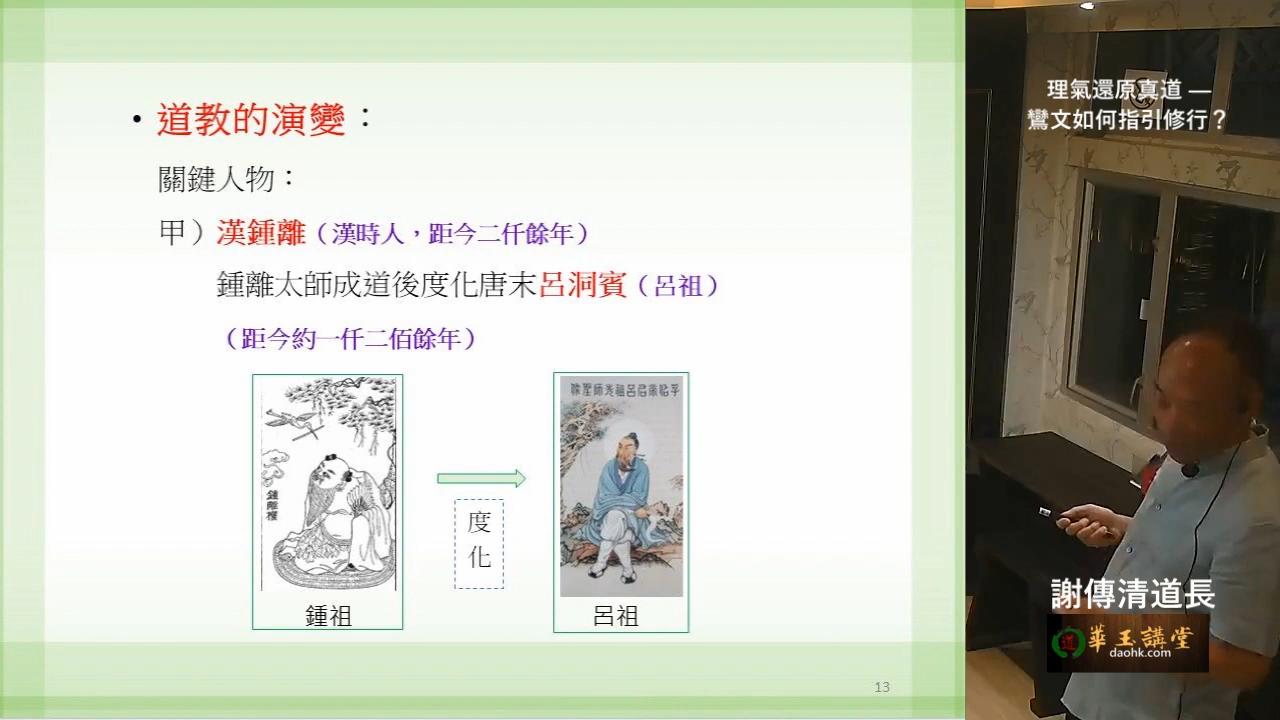 • 道教的演變：
關鍵人物：
甲）漢鍾離（漢時人，距今二仟餘年）
鍾離太師成道後度化唐末呂洞賓（呂祖）
（距今約一仟二佰餘年）
鍾離權
度
化
鍾祖
呂祖
13
理氣還原真道 —
鸞文如何指引修行？
謝傳清道長
道 華玉講堂
daohk.com